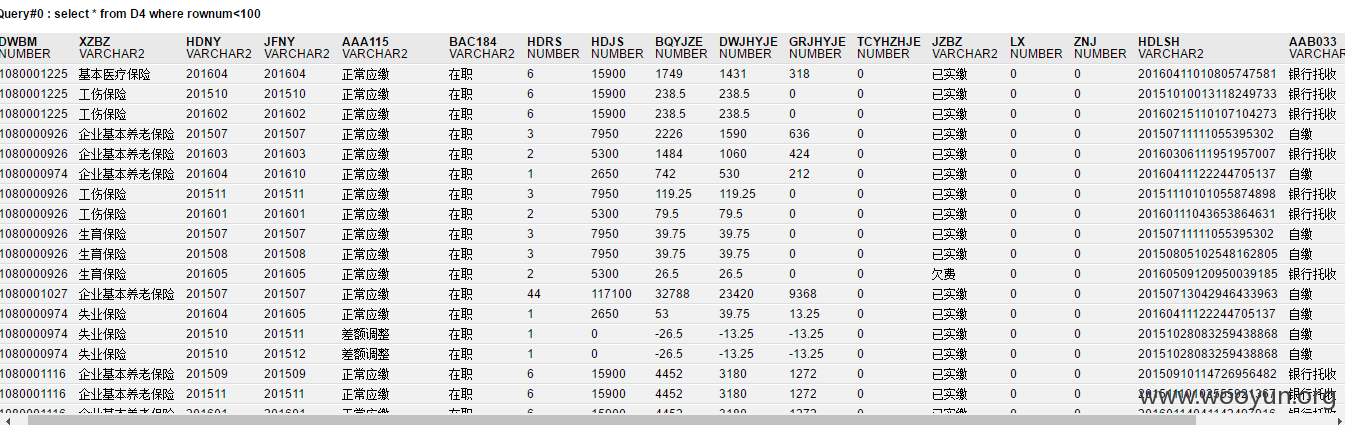 Query#0 : select * from D4 where rownum<100
DWBM XZBZ HDNY JFNY AAA115 BAC184 HDRS HDJS BQYJZE DWJHYJE GRJHYJE TCYHZHJE JZBZ LX ZNJ HDLSH AAB033
NUMBER VARCHAR2 VARCHAR2 VARCHAR2 VARCHAR2 VARCHAR2 NUMBER NUMBER NUMBER NUMBER NUMBER NUMBER VARCHAR2 NUMBER NUMBER VARCHAR2 VARCHAR
1080001225 基本医疗保险 201604 201604 正常应缴 在职 6 15900 1749 1431 318 0 已实缴 0 0 20160411010805747581 银行托收
1080001225 工伤保险 201510 201510 正常应缴 在职 6 15900 238.5 238.5 0 0 已实缴 0 0 20151010013118249733 银行托收
1080001225 工伤保险 201602 201602 正常应缴 在职 6 15900 238.5 238.5 0 0 已实缴 0 0 20160215110107104273 银行托收
1080000926 企业基本养老保险 201507 201507 正常应缴 在职 3 7950 2226 1590 636 0 已实缴 0 0 20150711111055395302 自缴
1080000926 企业基本养老保险 201603 201603 正常应缴 在职 2 5300 1484 1060 424 0 已实缴 0 0 20160306111951957007 银行托收
1080000974 企业基本养老保险 201604 201610 正常应缴 在职 1 2650 742 530 212 0 已实缴 0 0 20160411122244705137 自缴
1080000926 工伤保险 201511 201511 正常应缴 在职 3 7950 119.25 119.25 0 0 已实缴 0 0 20151110101055874898 银行托收
1080000926 工伤保险 201601 201601 正常应缴 在职 2 5300 79.5 79.5 0 0 已实缴 0 0 20160111043653864631 银行托收
1080000926 生育保险 201507 201507 正常应缴 在职 3 7950 39.75 39.75 0 0 已实缴 0 0 20150711111055395302 自缴
1080000926 生育保险 201508 201508 正常应缴 在职 3 7950 39.75 39.75 0 0 已实缴 0 0 20150805102548162805 自缴
1080000926 生育保险 201605 201605 正常应缴 在职 2 5300 26.5 26.5 0 0 欠费 0 0 20160509120950039185 银行托收
1080001027 企业基本养老保险 201507 201507 正常应缴 在职 44 117100 32788 23420 9368 0 已实缴 0 0 20150713042946433963 自缴
1080000974 失业保险 201604 201605 正常应缴 在职 1 2650 53 39.75 13.25 0 已实缴 0 0 20160411122244705137 自缴
1080000974 失业保险 201510 201511 差额调整 在职 1 0 -26.5 -13.25 -13.25 0 已实缴 0 0 20151028083259438868 自缴
1080000974 失业保险 201510 201512 差额调整 在职 1 0 -26.5 -13.25 -13.25 0 已实缴 0 0 20151028083259438868 自缴
1080001116 企业基本养老保险 201509 201509 正常应缴 在职 6 15900 4452 3180 1272 0 已实缴 0 0 20150910114726956482 银行托收
1080001116 企业基本养老保险 201511 201511 正常应缴 在职 6 15900 4452 3180 1272 0 已实缴 0 0 银行托收
1080001116 企业基本养老保险 201601 201601 正常应缴 在职 6 15900 4452 3180 1272 0 已实缴 0 0
www.wooyun.org